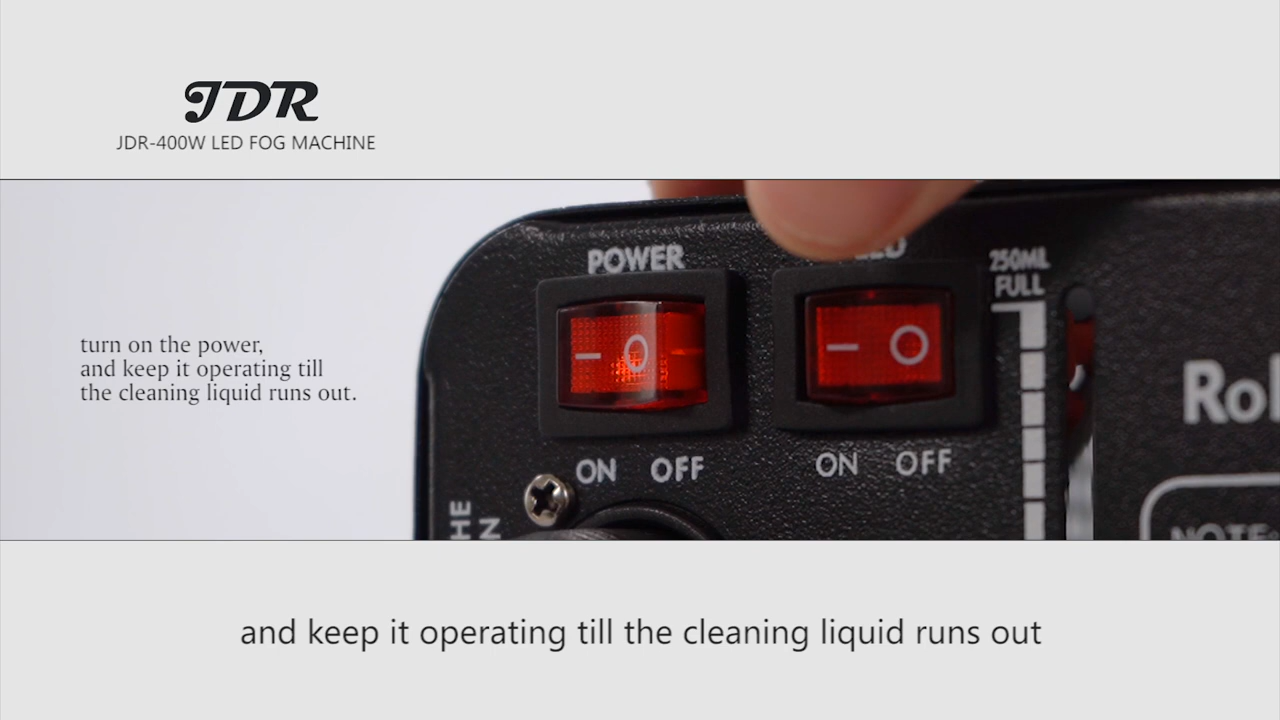 JDR
JDR-400W LED FOG MACHINE
POWER
250ML
FULL
turn on the power,
and keep it operating till
the cleaning liquid runs out.
ON OFF
ON OFF
NOTE:
and keep it operating till the cleaning liquid runs out